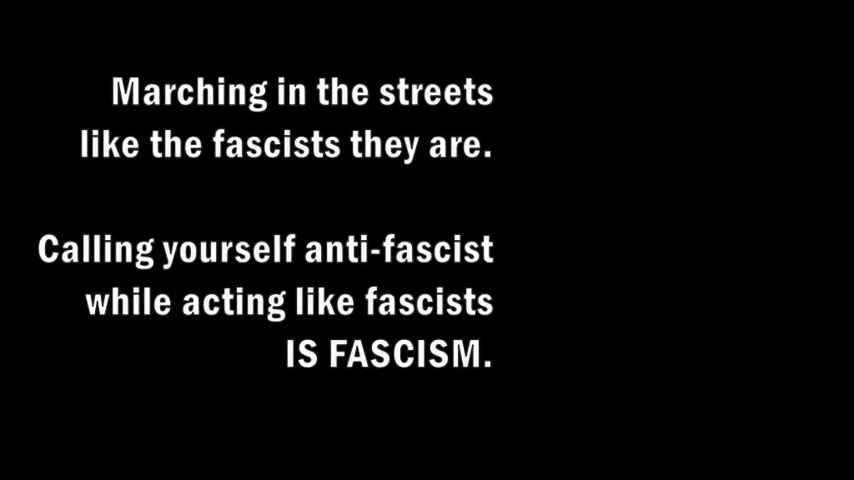 Marching in the streets
like the fascists they are.
Calling yourself anti-fascist
while acting like fascists
IS FASCISM.